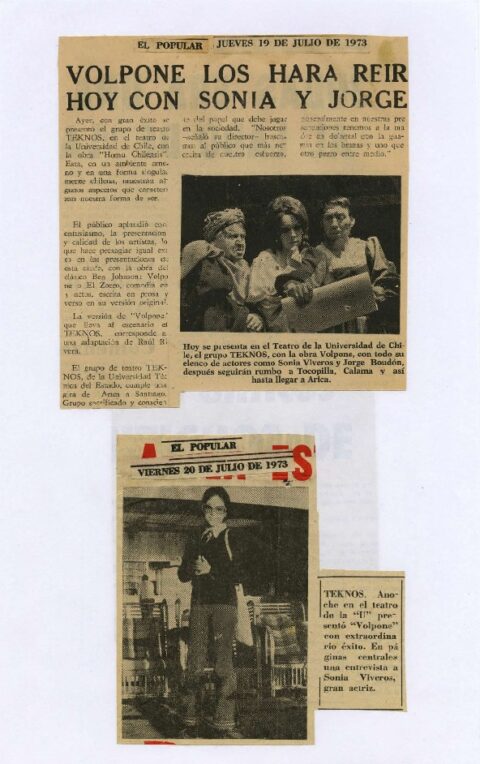 EL POPULAR JUEVES 19 DE JULIO DE 1973
VOLPONE LOS HARA REIR
HOY CON SONIA Y JORGE
Ayer, con gran éxito se
presentó el grupo de teatro
TEKNOS, en el teatro de
la Universidad de Chile, con
la obra "Homo Chilensis".
Esta, en un ambiente ame-
no y en una forma singular
mente chilena, muestran al-
gunos aspectos que caracteri
zan nuestra forma de ser.
El público aplaudió con
entusiasmo, la presentación
y calidad de los artistas, lo
que hace presagiar igual éxi
to en las presentaciones de
esta tarde, con la obra del
clásico Ben Johnson: Volpo
ne o El Zorro, comedia en
actos, escrita en prosa y
verso en su versión original.
La versión de "Volpone"
que lleva al escenario el
TEKNOS, corresponde a
una adaptación de Raúl Ri
vera.
El grupo de teatro TEK-
NOS, de la Universidad Téc
nica del Estado, cumple una
gira de Arica a Santiago.
Grupo y conscien
te del papel que debe jugar
en la sociedad. "Nosotros
—señaló su director— busca
mos al público que más ne
cesita de nuestro esfuerzo,
generalmente en nuestras pre
sentaciones tenemos a la ma
dre en delantal con la gua-
gua en los brazos y uno que
otro perro entre medio."
Hoy se presenta en el Teatro de la Universidad de Chi-
le, el grupo TEKNOS, con la obra Volpone, con todo su
elenco de actores como Sonia Viveros y Jorge Boudón,
después seguirán rumbo a Tocopilla, Calama y así
hasta llegar a Arica.
EL POPULAR
VIERNES 20 DE JULIO DE 1973
TEKNOS. Ano-
che en el teatro
de la "U" pre-
sentó "Volpone"
con extraordina
rio éxito. En pá
ginas centrales
una entrevista a
Sonia Viveros,
gran actriz.